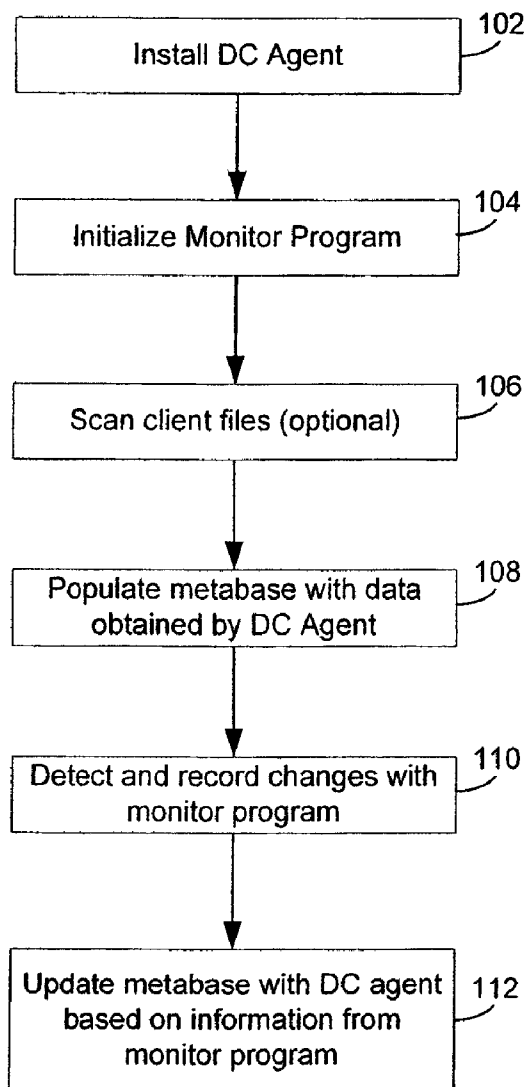 Install DC Agent
102
Initialize Monitor Program
104
Scan client files (optional)
106
Populate metabase with data
obtained by DC Agent
108
Detect and record changes with
monitor program
110
Update metabase with DC agent
based on information from
monitor program
112